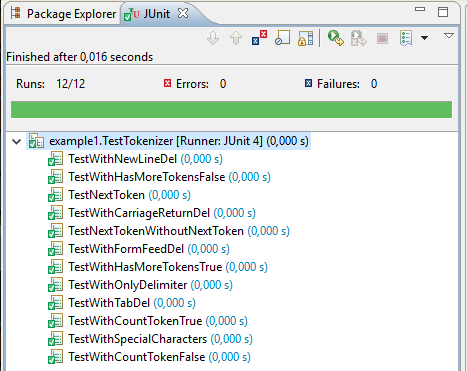 Package Explorer JUnit
Finished after 0,016 seconds
Runs: 12/12 Errors: 0 Failures: 0
example1.TestTokenizer [Runner: JUnit 4] (0,000 s)
TestWithNewLineDel (0,000 s)
TestWithHasMoreTokensFalse (0,000 s)
TestNextToken (0,000 s)
TestWithCarriageReturnDel (0,000 s)
TestNextTokenWithoutNextToken (0,000 s)
TestWithFormFeedDel (0,000 s)
TestWithHasMoreTokensTrue (0,000 s)
TestWithOnlyDelimiter (0,000 s)
TestWithTabDel (0,000 s)
TestWithCountTokenTrue (0,000 s)
TestWithSpecialCharacters (0,000 s)
TestWithCountTokenFalse (0,000 s)